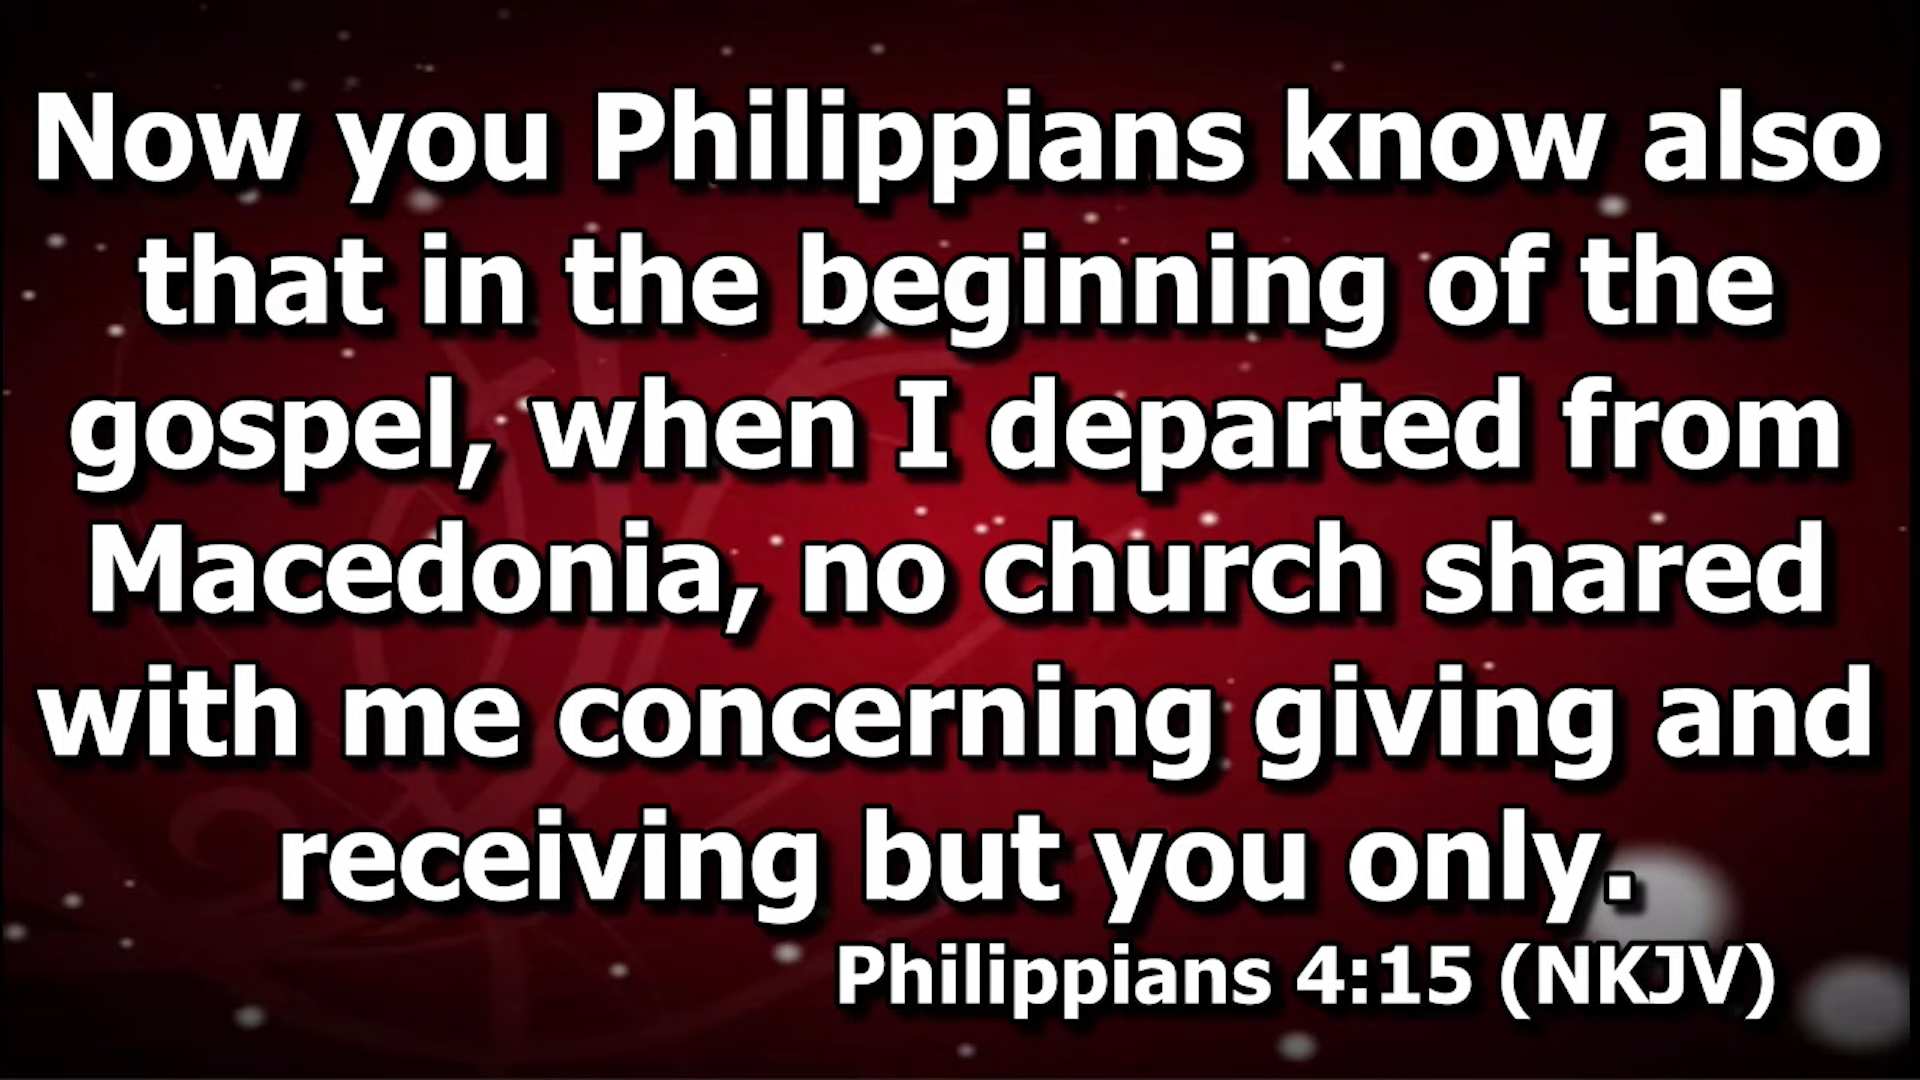 Now you Philippians know also
that in the beginning of the
gospel, when I departed from
Macedonia, no church shared
with me concerning giving and
receiving but you only.
Philippians 4:15 (NKJV)